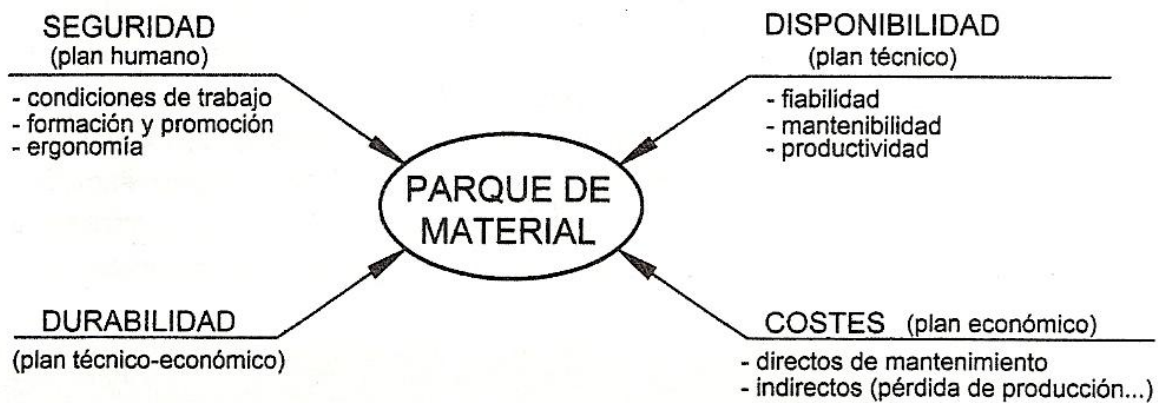 SEGURIDAD
(plan humano)
- condiciones de trabajo
- formación y promoción
- ergonomía
DISPONIBILIDAD
(plan técnico)
- fiabilidad
- mantenibilidad
- productividad
PARQUE DE
MATERIAL
DURABILIDAD
(plan técnico-económico)
COSTES (plan económico)
- directos de mantenimiento
- indirectos (pérdida de producción...)